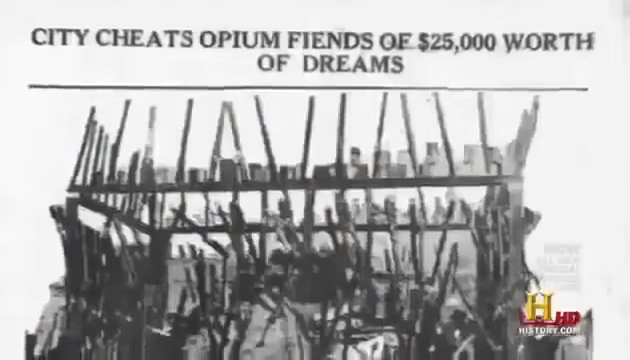 CITY CHEATS OPIUM FIENDS OF $25,000 WORTH
OF DREAMS
H HD
HISTORY.COM